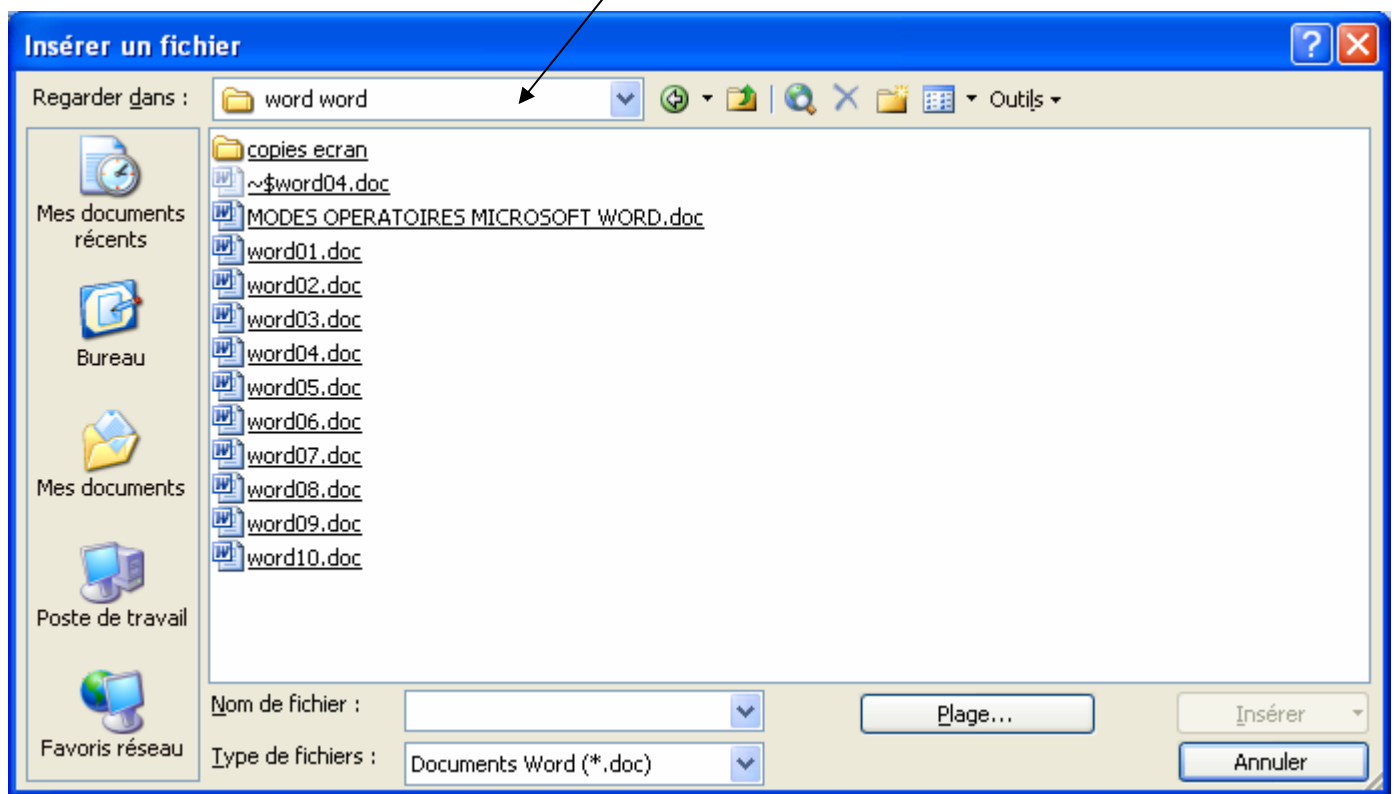 Insérer un fichier
Regarder dans :
word word
Outils
Mes documents
récents
Bureau
Mes documents
Poste de travail
Favoris réseau
copies ecran
~$word04.doc
MODES OPERATOIRES MICROSOFT WORD.doc
word01.doc
word02.doc
word03.doc
word04.doc
word05.doc
word06.doc
word07.doc
word08.doc
word09.doc
word10.doc
Nom de fichier :
Plage...
Insérer
Type de fichiers :
Documents Word (*.doc)
Annuler